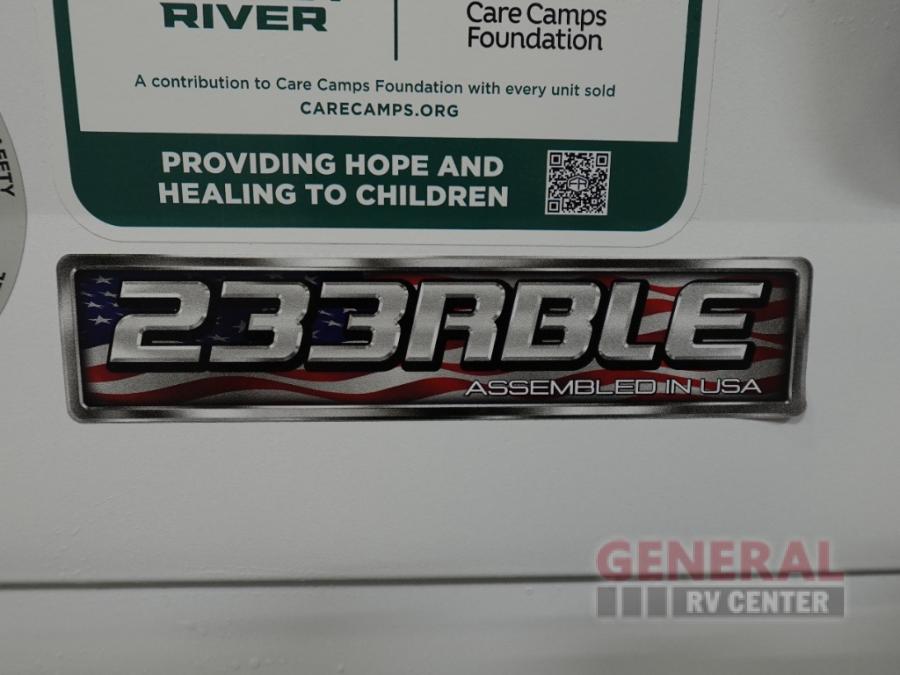 RIVER
Care Camps
Foundation
A contribution to Care Camps Foundation with every unit sold
CARECAMPS.ORG
PROVIDING HOPE AND
HEALING TO CHILDREN
233RBLE
ASSEMBLED IN USA
GENERAL
RV CENTER